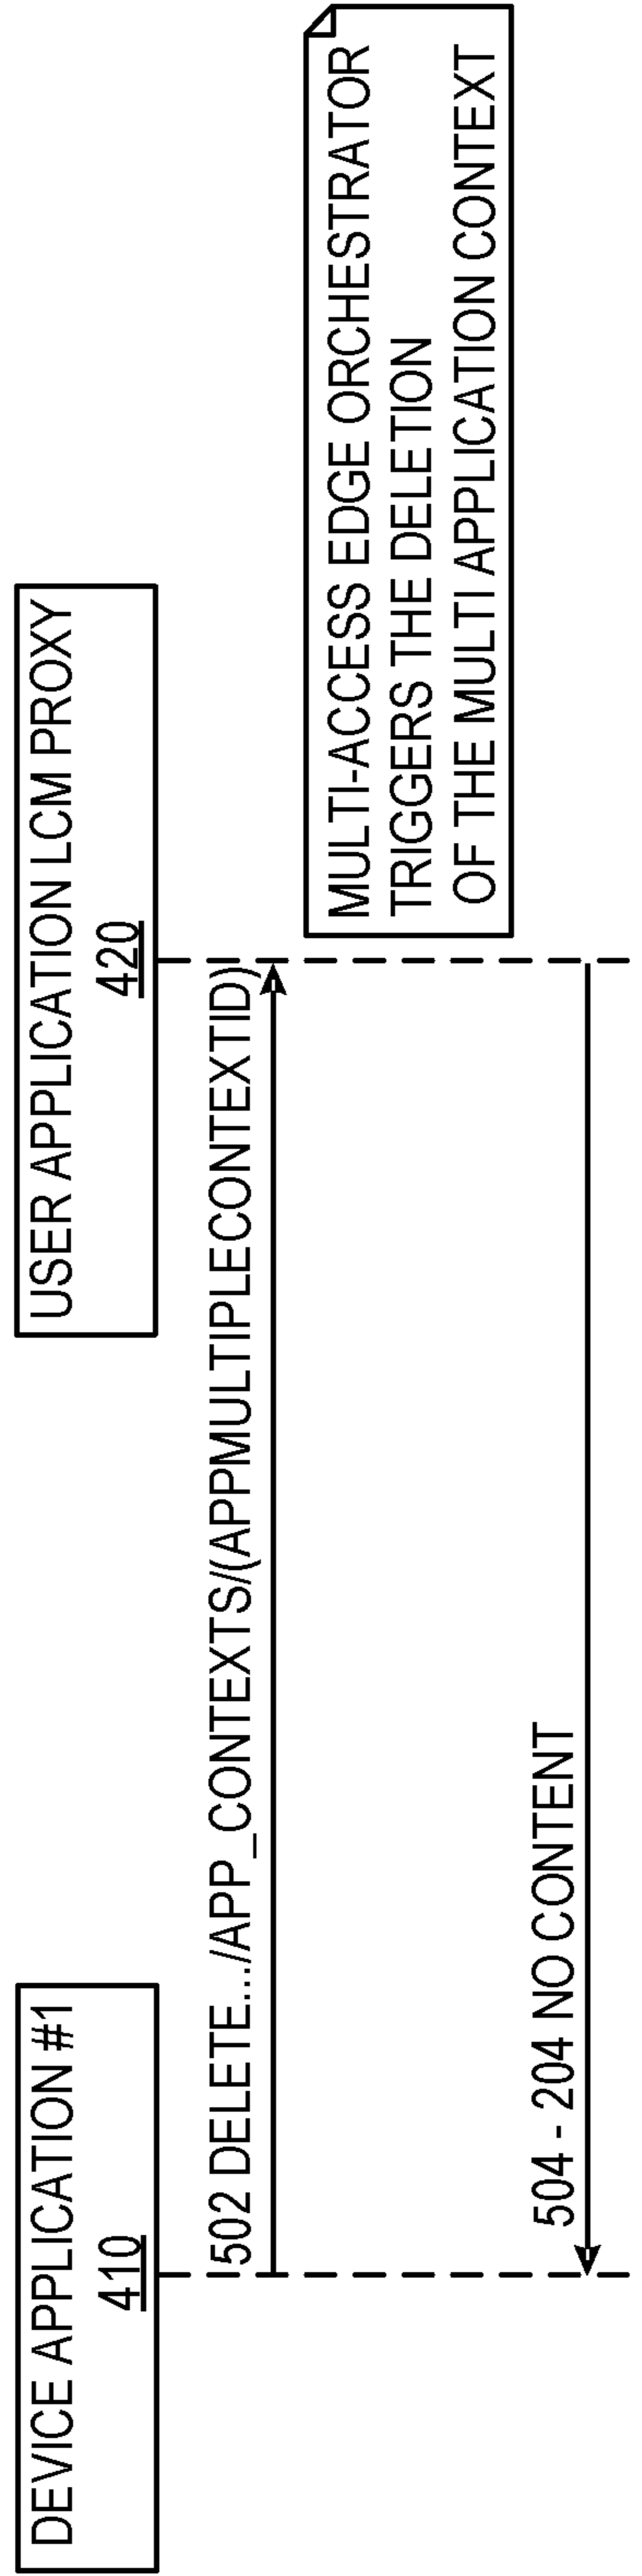 DEVICE APPLICATION #1
410
USER APPLICATION LCM PROXY
420
502 DELETE.../APP_CONTEXTS/(APPMULTIPLECONTEXTID)
MULTI-ACCESS EDGE ORCHESTRATOR
TRIGGERS THE DELETION
OF THE MULTI APPLICATION CONTEXT
504 - 204 NO CONTENT